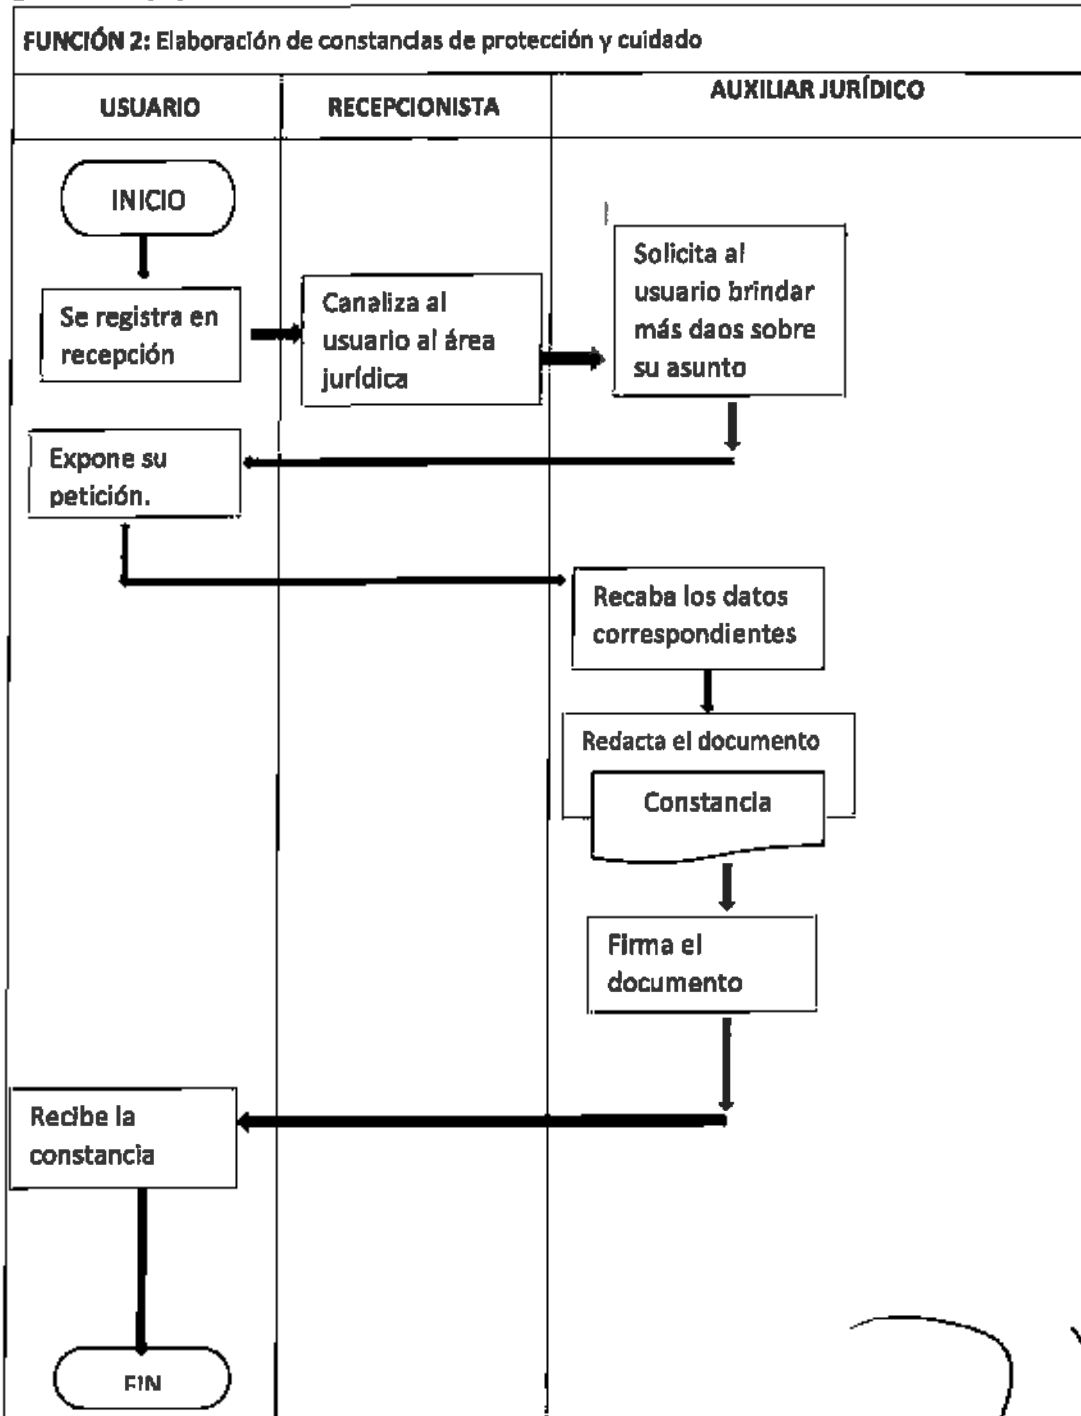 FUNCIÓN 2: Elaboración de constancias de protección y cuidado
USUARIO
RECEPCIONISTA
AUXILIAR JURÍDICO
INICIO
Se registra en
recepción
Canaliza al
usuario al área
jurídica
Solicita al
usuario brindar
más daos sobre
su asunto
Expone su
petición.
Recaba los datos
correspondientes
Redacta el documento
Constancia
Firma el
documento
Recibe la
constancia
FIN